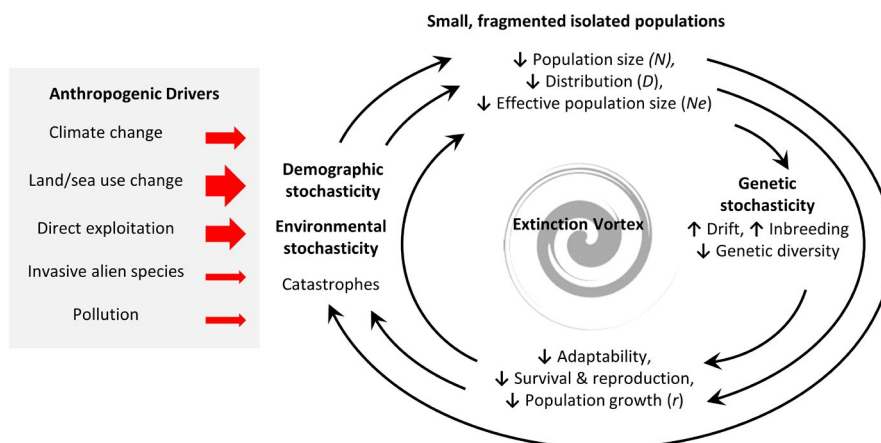 Small, fragmented isolated populations
↓ Population size (N),
↓ Distribution (D),
↓ Effective population size (Ne)
Anthropogenic Drivers
Climate change
Land/sea use change
Direct exploitation
Invasive alien species
Pollution
Demographic
stochasticity
Environmental
stochasticity
Catastrophes
Extinction Vortex
Genetic
stochasticity
↑ Drift, ↑ Inbreeding
↓ Genetic diversity
↓ Adaptability,
↓ Survival & reproduction,
↓ Population growth (r)